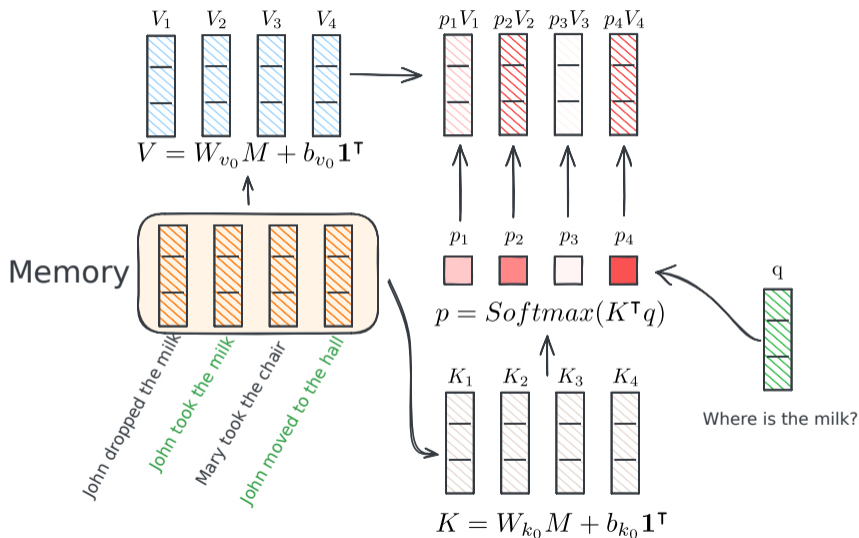 V₁ V₂ V₃ V₄
p₁V₁ p₂V₂ p₃V₃ p₄V₄
V = W_{v₀}M + b_{v₀}𝟏ᵀ
p₁ p₂ p₃ p₄
Memory
q
p = Softmax(Kᵀq)
John dropped the milk
John took the milk
Mary took the chair
John moved to the hall
K₁ K₂ K₃ K₄
Where is the milk?
K = W_{k₀}M + b_{k₀}𝟏ᵀ